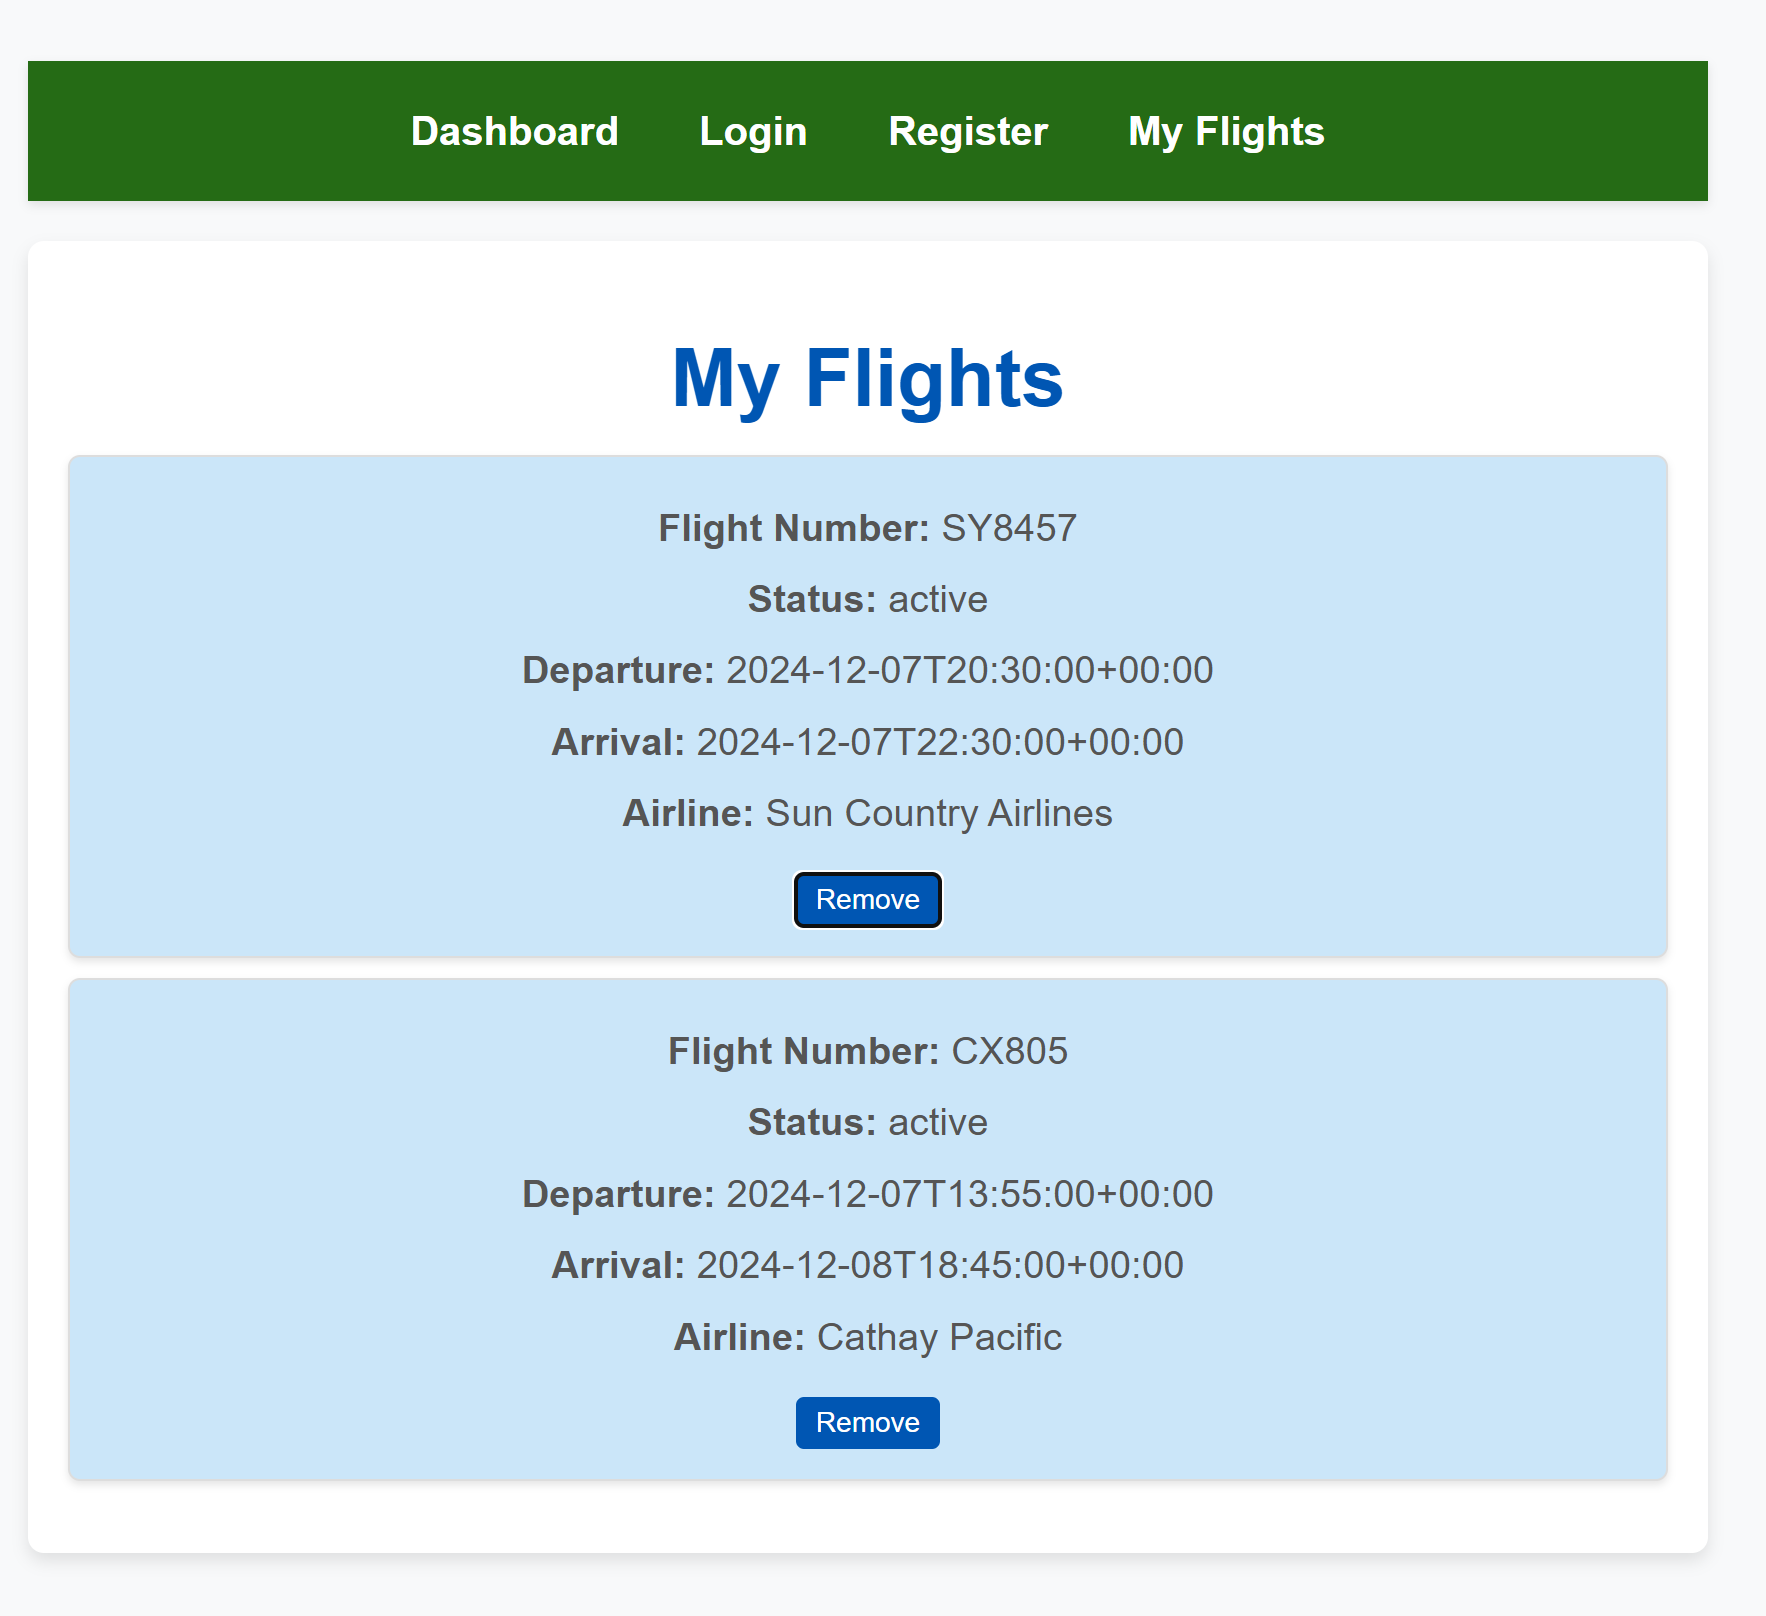 Dashboard Login Register My Flights
My Flights
Flight Number: SY8457
Status: active
Departure: 2024-12-07T20:30:00+00:00
Arrival: 2024-12-07T22:30:00+00:00
Airline: Sun Country Airlines
Remove
Flight Number: CX805
Status: active
Departure: 2024-12-07T13:55:00+00:00
Arrival: 2024-12-08T18:45:00+00:00
Airline: Cathay Pacific
Remove